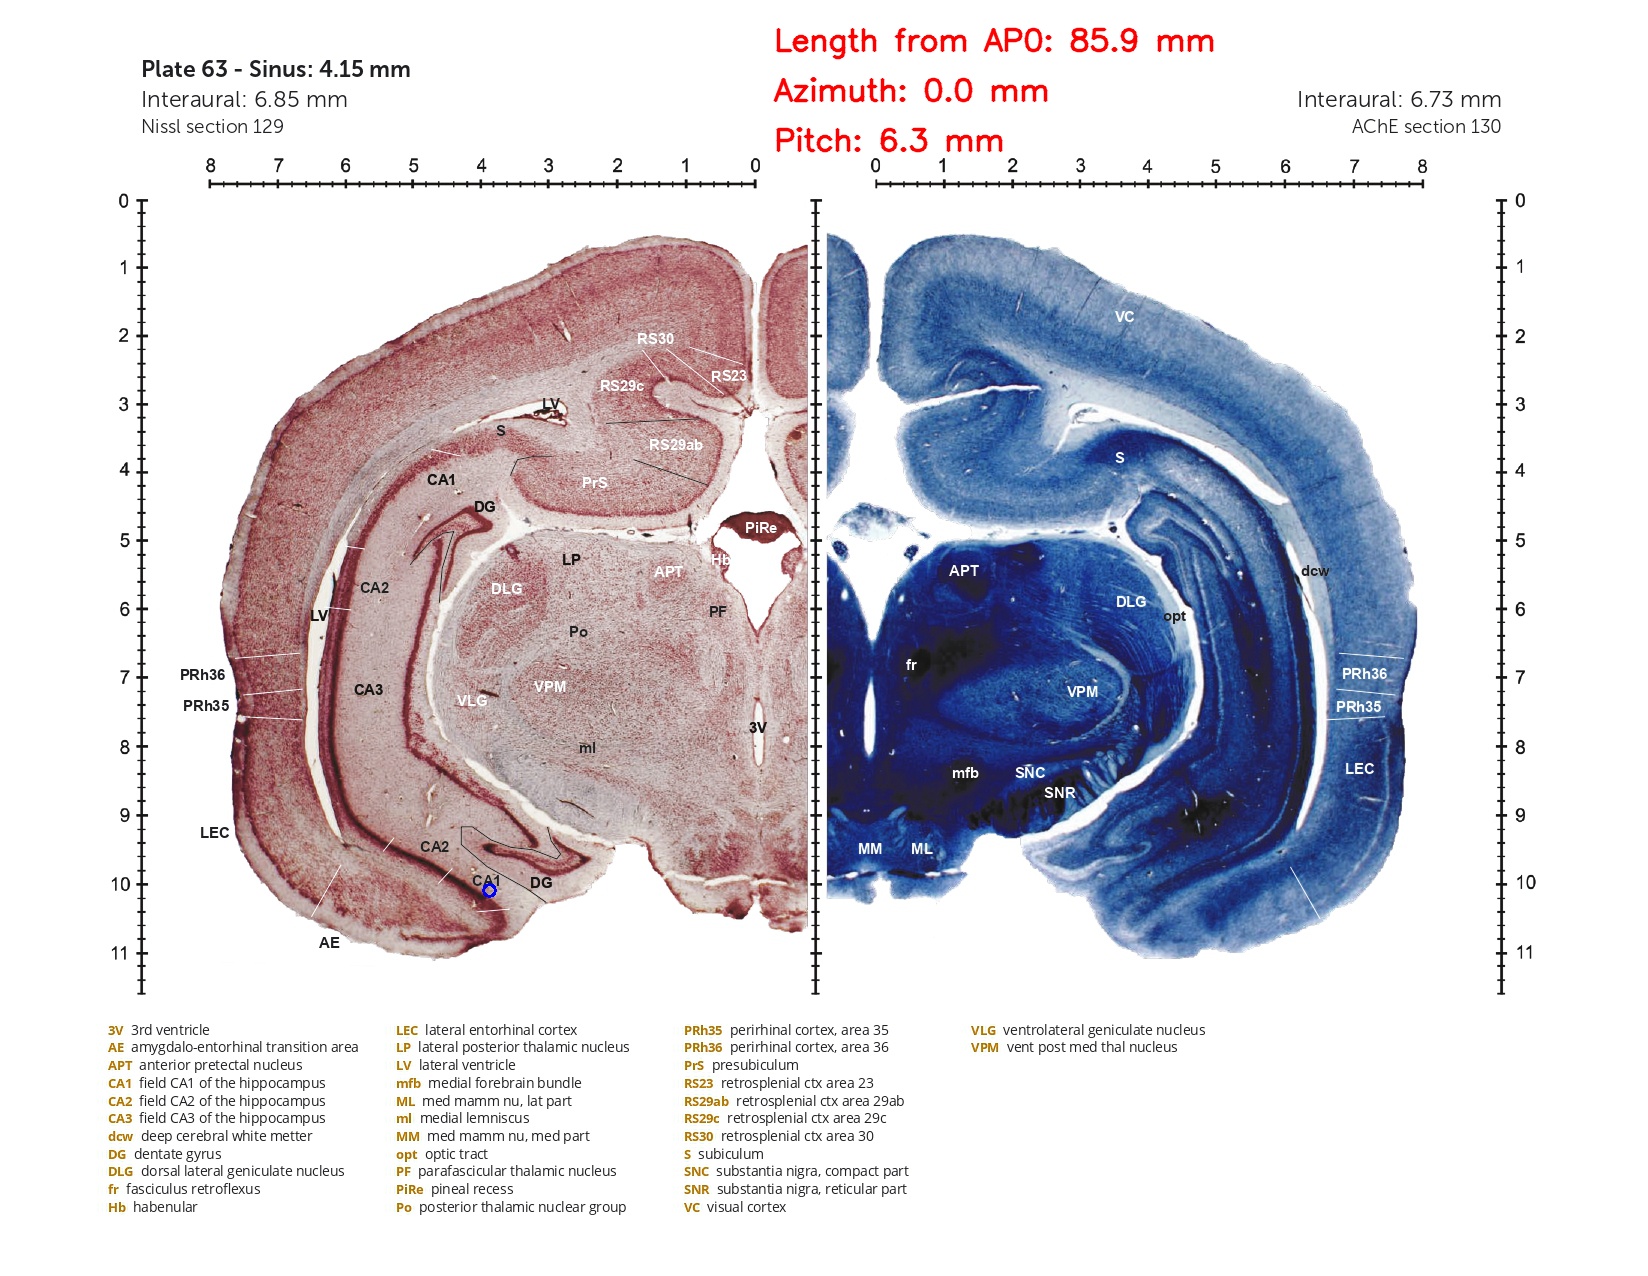 Length from AP0: 85.9 mm
Plate 63 - Sinus: 4.15 mm
Azimuth: 0.0 mm
Interaural: 6.85 mm
Interaural: 6.73 mm
Nissl section 129
AChE section 130
Pitch: 6.3 mm
8 7 6 5 4 3 2 1 0
0 1 2 3 4 5 6 7 8
0 0
1 1
VC
2 2
RS30
RS23
RS29c
3 LV 3
S
RS29ab
4 S 4
CA1
PrS
DG
PiRe
5 5
LP Hb
APT APT dcw
CA2 DLG DLG
6 LV PF opt 6
Po
fr
PRh36 PRh36
7 CA3 VPM VPM 7
VLG
PRh35 PRh35
3V
8 ml 8
mfb SNC LEC
SNR
9 9
LEC
CA2 MM ML
10 CA1 DG 10
AE
11 11
3V 3rd ventricle
AE amygdalo-entorhinal transition area
APT anterior pretectal nucleus
CA1 field CA1 of the hippocampus
CA2 field CA2 of the hippocampus
CA3 field CA3 of the hippocampus
dcw deep cerebral white metter
DG dentate gyrus
DLG dorsal lateral geniculate nucleus
fr fasciculus retroflexus
Hb habenular
LEC lateral entorhinal cortex
LP lateral posterior thalamic nucleus
LV lateral ventricle
mfb medial forebrain bundle
ML med mamm nu, lat part
ml medial lemniscus
MM med mamm nu, med part
opt optic tract
PF parafascicular thalamic nucleus
PiRe pineal recess
Po posterior thalamic nuclear group
PRh35 perirhinal cortex, area 35
PRh36 perirhinal cortex, area 36
PrS presubiculum
RS23 retrosplenial ctx area 23
RS29ab retrosplenial ctx area 29ab
RS29c retrosplenial ctx area 29c
RS30 retrosplenial ctx area 30
S subiculum
SNC substantia nigra, compact part
SNR substantia nigra, reticular part
VC visual cortex
VLG ventrolateral geniculate nucleus
VPM vent post med thal nucleus